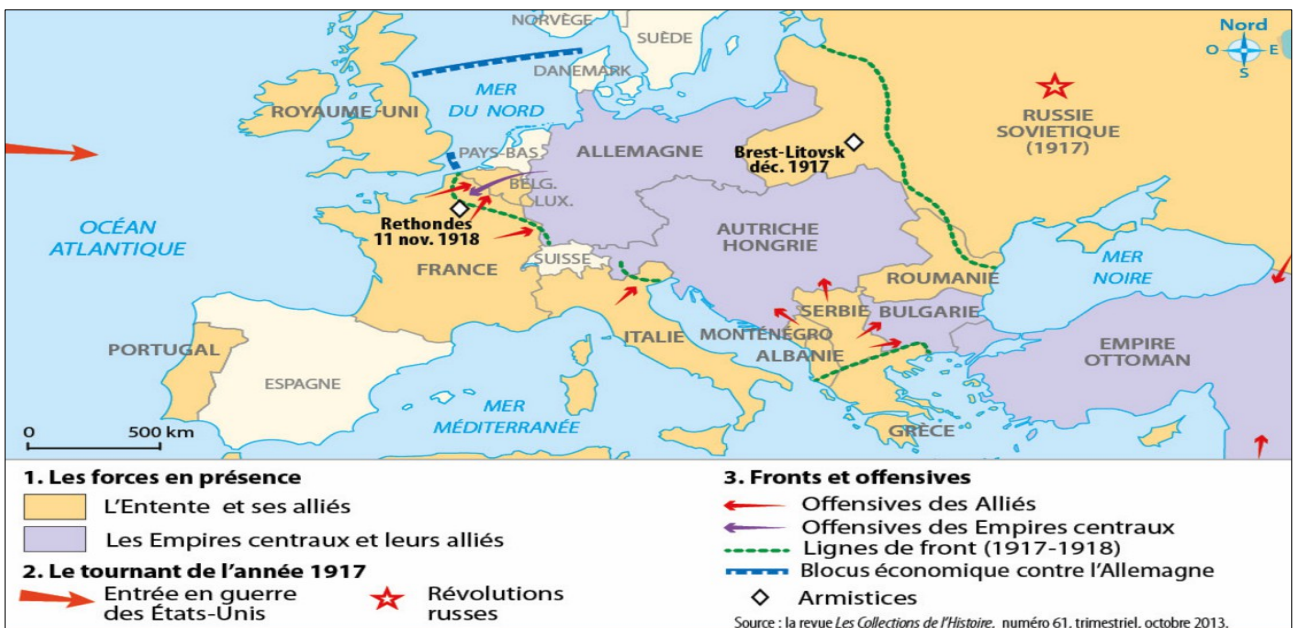 NORVÈGE
SUÈDE
Nord
O
E
S
DANEMARK
MER
DU NORD
ROYAUME-UNI
RUSSIE
SOVIETIQUE
(1917)
PAYS-BAS
ALLEMAGNE
Brest-Litovsk
déc. 1917
BELG.
LUX.
OCÉAN
ATLANTIQUE
Rethondes
11 nov. 1918
AUTRICHE
HONGRIE
FRANCE
SUISSE
MER
NOIRE
ROUMANIE
SERBIE
BULGARIE
ITALIE
MONTÉNÉGRO
ALBANIE
PORTUGAL
EMPIRE
OTTOMAN
ESPAGNE
MER
MÉDITERRANÉE
GRÈCE
0 500 km
1. Les forces en présence
L'Entente et ses alliés
Les Empires centraux et leurs alliés
2. Le tournant de l'année 1917
Entrée en guerre
des États-Unis
Révolutions
russes
3. Fronts et offensives
Offensives des Alliés
Offensives des Empires centraux
Lignes de front (1917-1918)
Blocus économique contre l'Allemagne
Armistices
Source : la revue Les Collections de l'Histoire, numéro 61, trimestriel, octobre 2013.